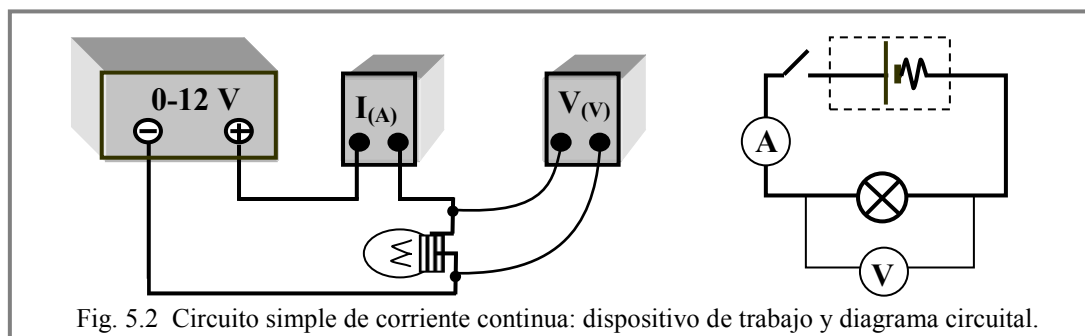 0-12 V
I(A)
V(V)
A
V
Fig. 5.2 Circuito simple de corriente continua: dispositivo de trabajo y diagrama circuital.